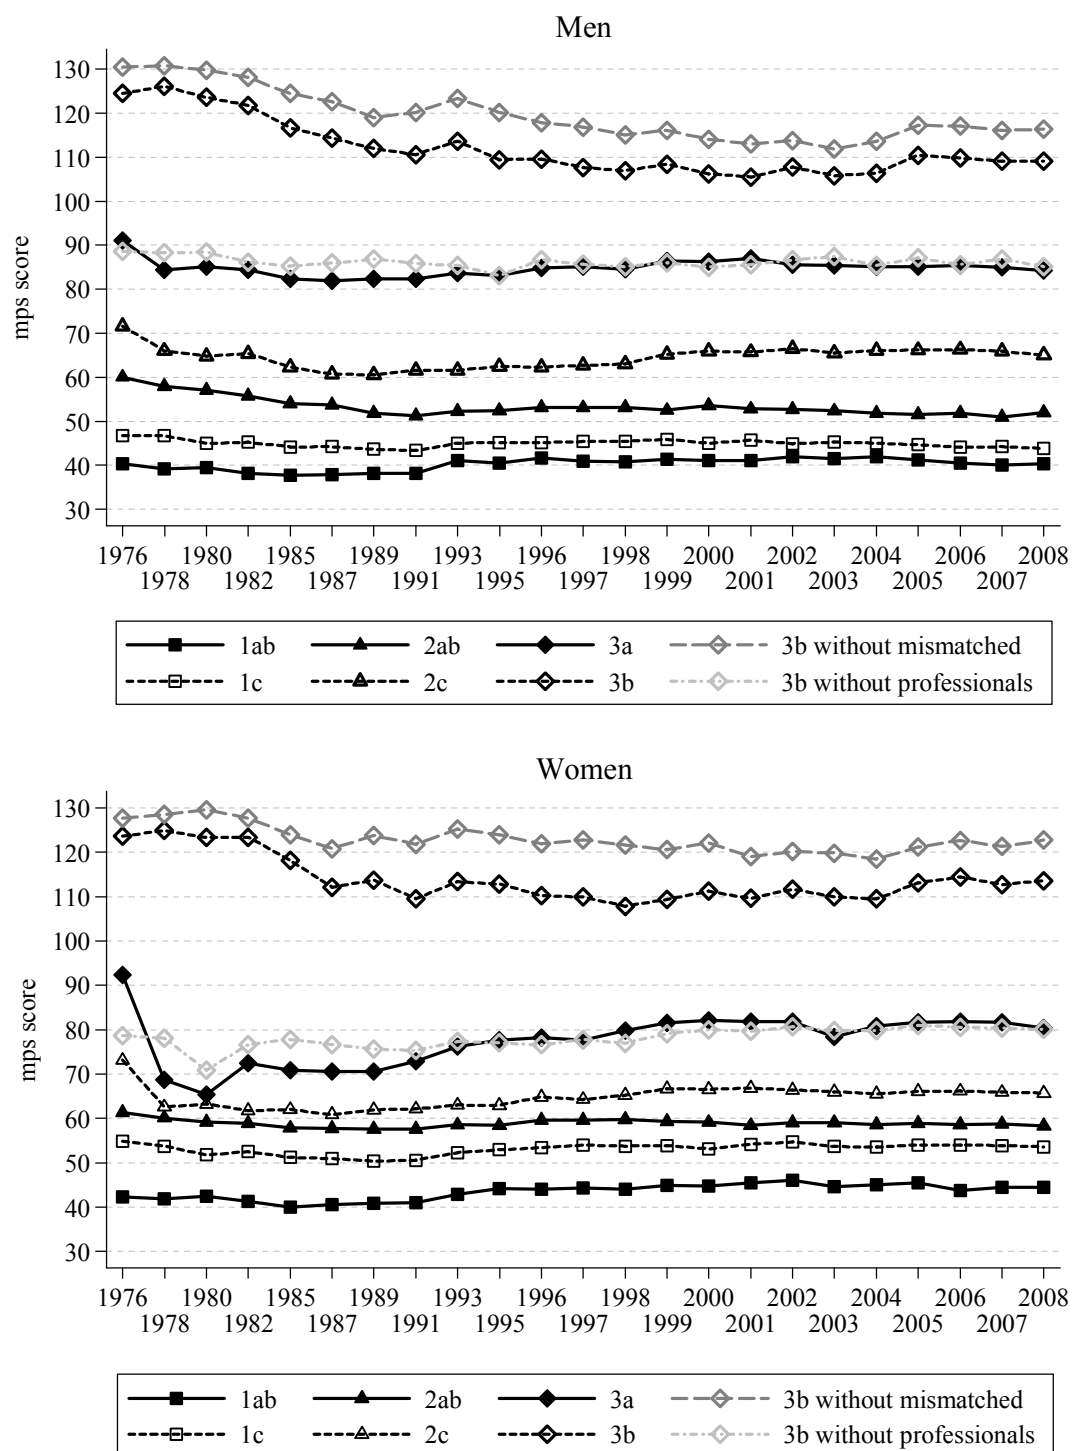 Men
mps score
130
120
110
100
90
80
70
60
50
40
30
1976 1980 1985 1989 1993 1996 1998 2000 2002 2004 2006 2008
1978 1982 1987 1991 1995 1997 1999 2001 2003 2005 2007
1ab 2ab 3a 3b without mismatched
1c 2c 3b 3b without professionals
Women
mps score
130
120
110
100
90
80
70
60
50
40
30
1976 1980 1985 1989 1993 1996 1998 2000 2002 2004 2006 2008
1978 1982 1987 1991 1995 1997 1999 2001 2003 2005 2007
1ab 2ab 3a 3b without mismatched
1c 2c 3b 3b without professionals